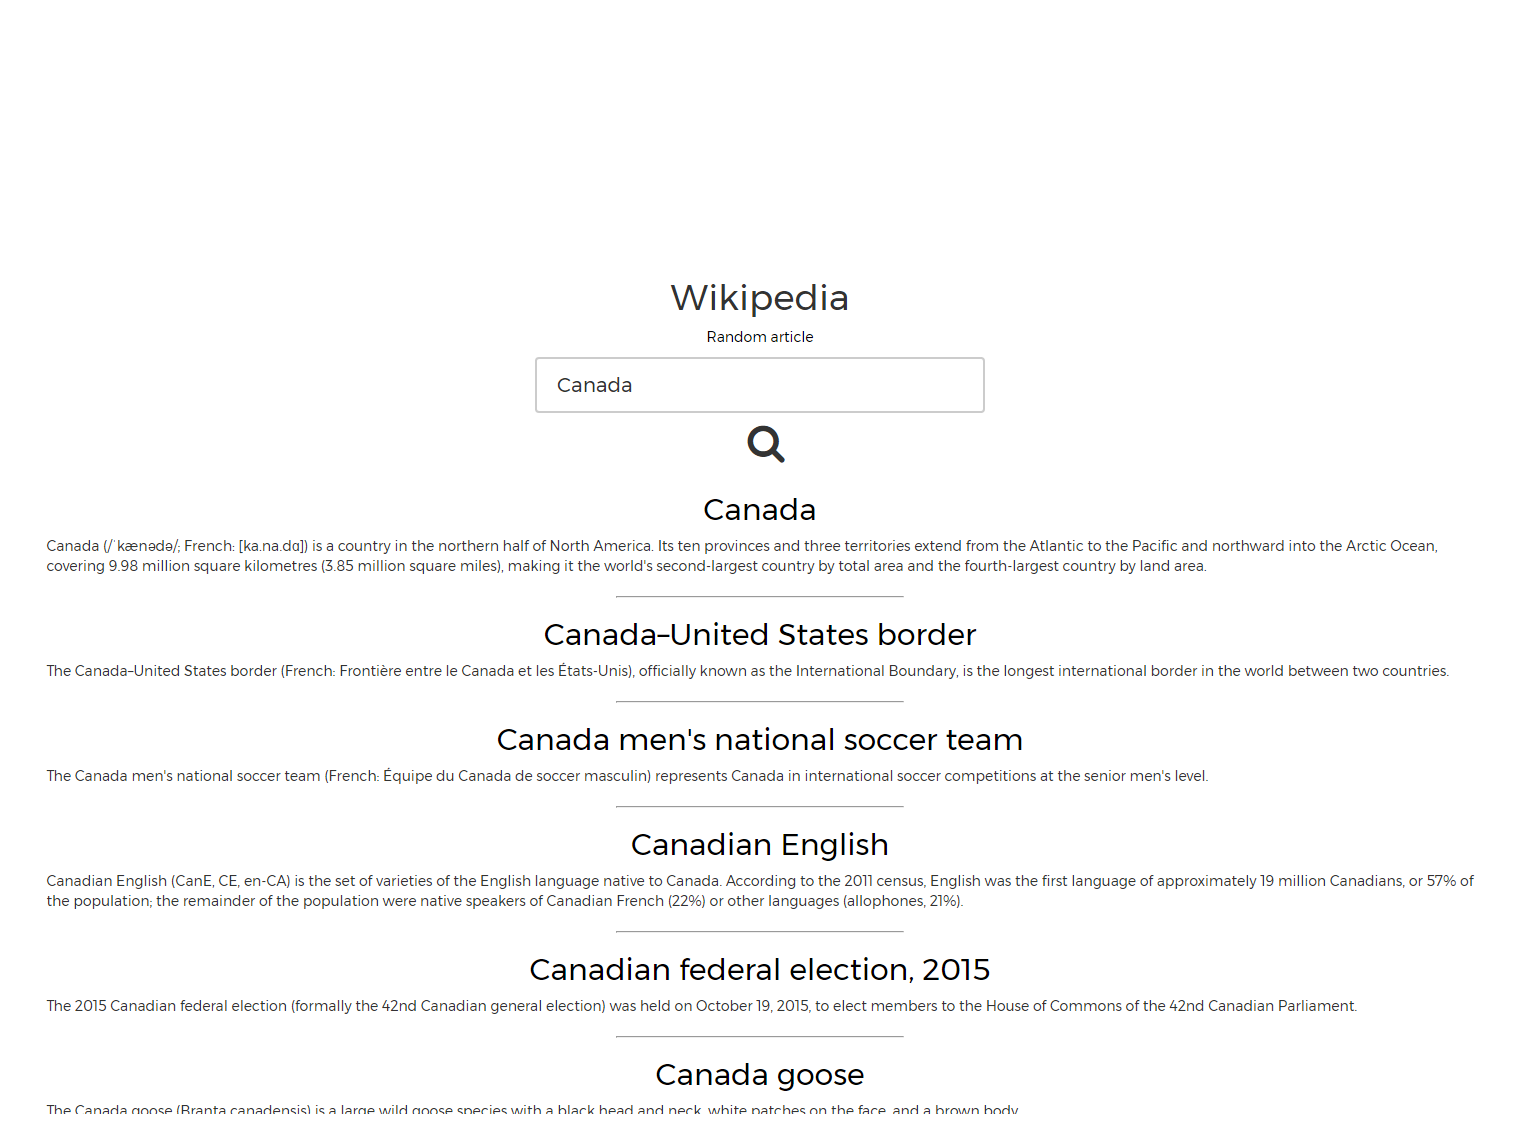 Wikipedia
Random article
Canada
Canada
Canada (/ˈkænədə/; French: [ka.na.dɑ]) is a country in the northern half of North America. Its ten provinces and three territories extend from the Atlantic to the Pacific and northward into the Arctic Ocean,
covering 9.98 million square kilometres (3.85 million square miles), making it the world's second-largest country by total area and the fourth-largest country by land area.
Canada–United States border
The Canada–United States border (French: Frontière entre le Canada et les États-Unis), officially known as the International Boundary, is the longest international border in the world between two countries.
Canada men's national soccer team
The Canada men's national soccer team (French: Équipe du Canada de soccer masculin) represents Canada in international soccer competitions at the senior men's level.
Canadian English
Canadian English (CanE, CE, en-CA) is the set of varieties of the English language native to Canada. According to the 2011 census, English was the first language of approximately 19 million Canadians, or 57% of
the population; the remainder of the population were native speakers of Canadian French (22%) or other languages (allophones, 21%).
Canadian federal election, 2015
The 2015 Canadian federal election (formally the 42nd Canadian general election) was held on October 19, 2015, to elect members to the House of Commons of the 42nd Canadian Parliament.
Canada goose
The Canada goose (Branta canadensis) is a large wild goose species with a black head and neck, white patches on the face, and a brown body.